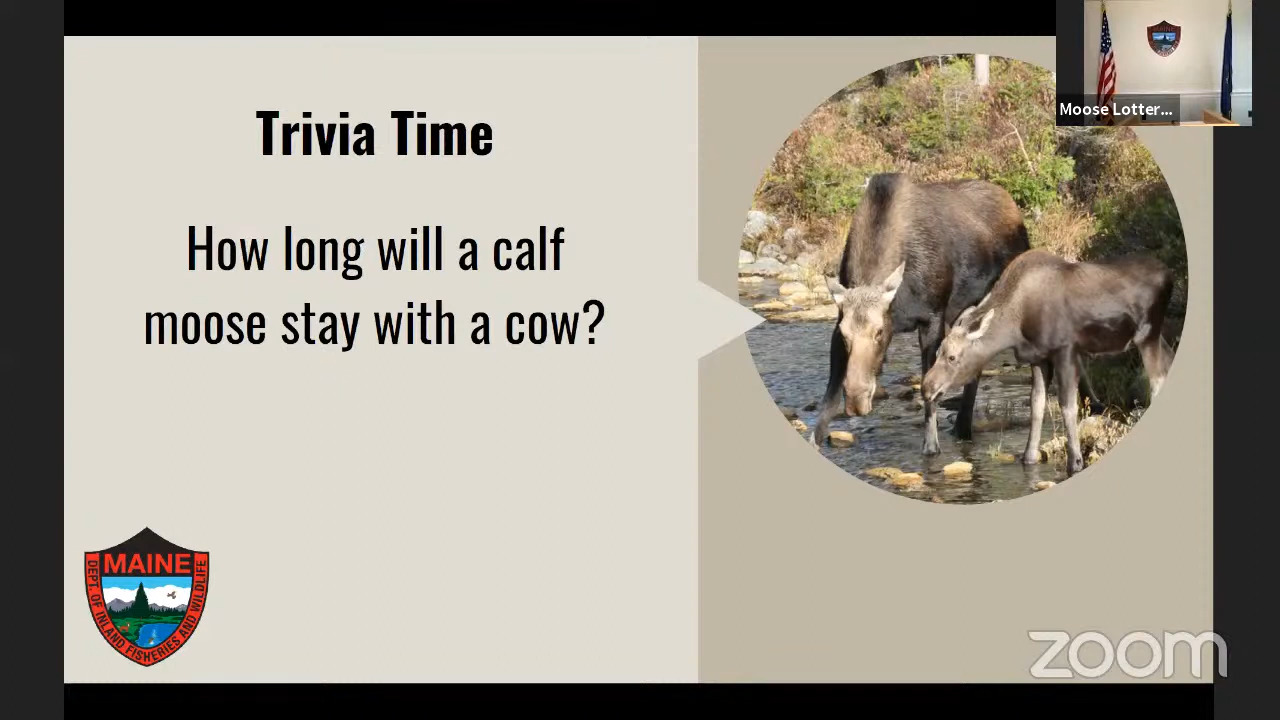 Trivia Time
How long will a calf
moose stay with a cow?
Moose Lotter...
MAINE
DEPT. OF INLAND FISHERIES AND WILDLIFE
MAINE
zoom